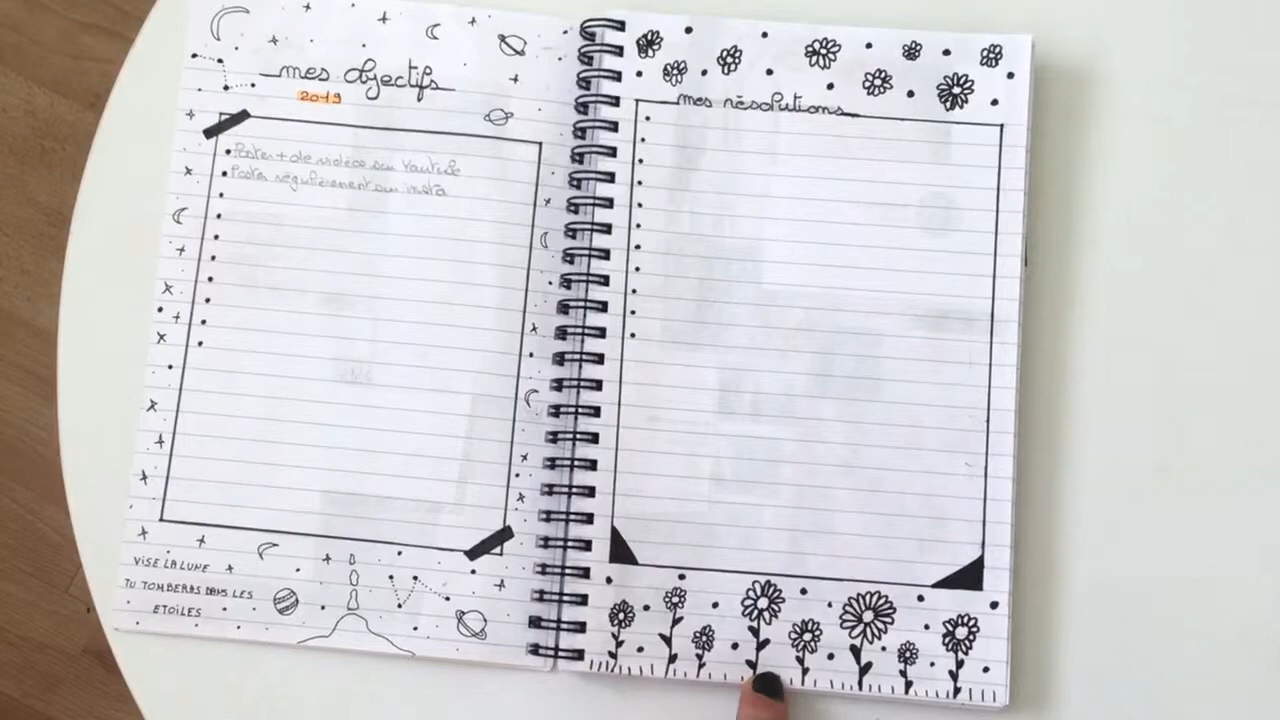 mes objectifs
2019
Poster + de vidéos sur Youtube
Poster régulièrement sur insta
VISE LA LUNE
TU TOMBERAS DANS LES
ETOILES
mes résolutions